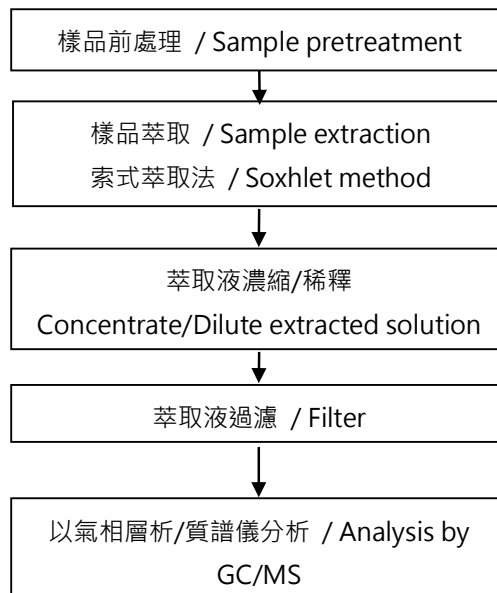 樣品前處理 / Sample pretreatment
樣品萃取 / Sample extraction
索式萃取法 / Soxhlet method
萃取液濃縮/稀釋
Concentrate/Dilute extracted solution
萃取液過濾 / Filter
以氣相層析/質譜儀分析 / Analysis by
GC/MS